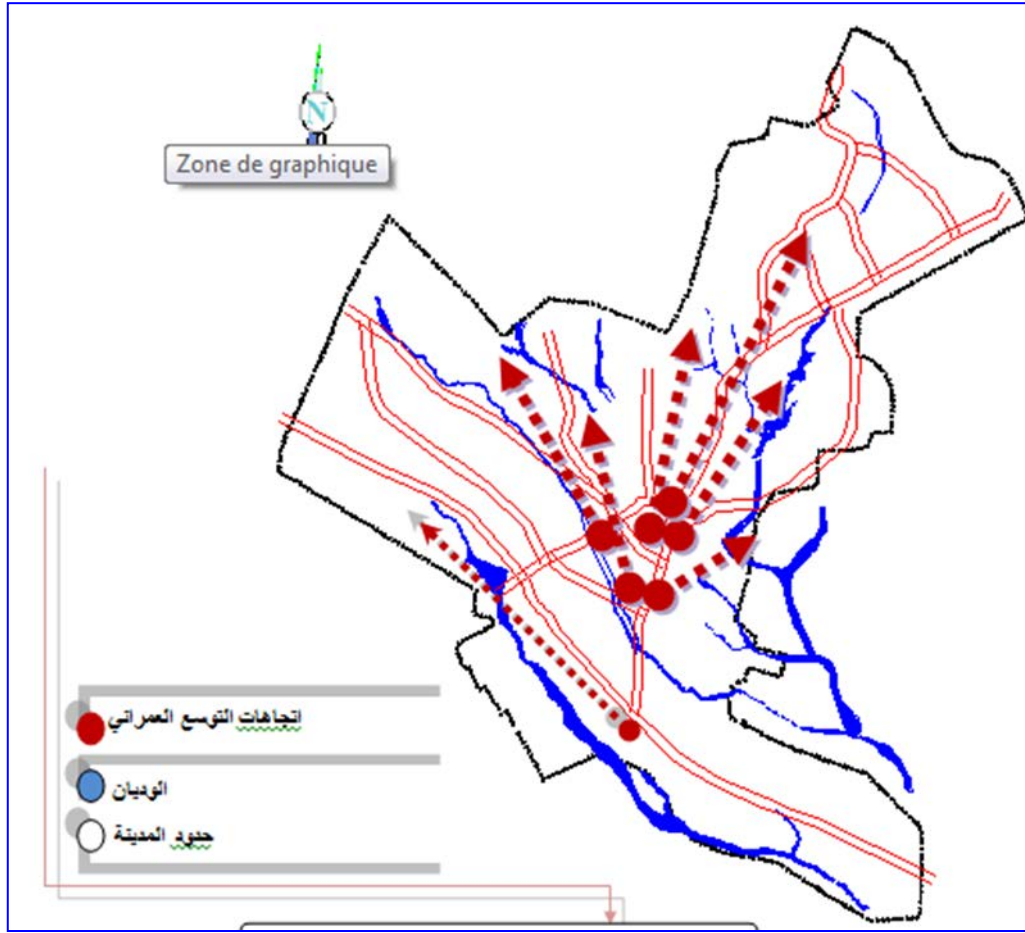 N
Zone de graphique
اتجاهات التوسع العمراني
الوديان
حدود المدينة